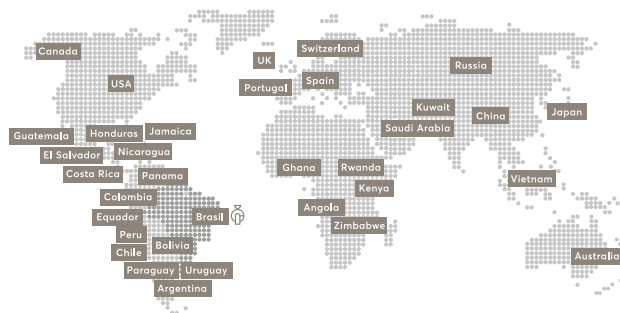 Canada
Switzerland
UK
Russia
USA
Spain
Portugal
Kuwait
China
Japan
Saudi Arabia
Guatemala
Honduras
Jamaica
El Salvador
Nicaragua
Costa Rica
Panama
Ghana
Rwanda
Vietnam
Kenya
Colombia
Angola
Equador
Brasil
Zimbabwe
Peru
Bolivia
Chile
Australia
Paraguay
Uruguay
Argentina